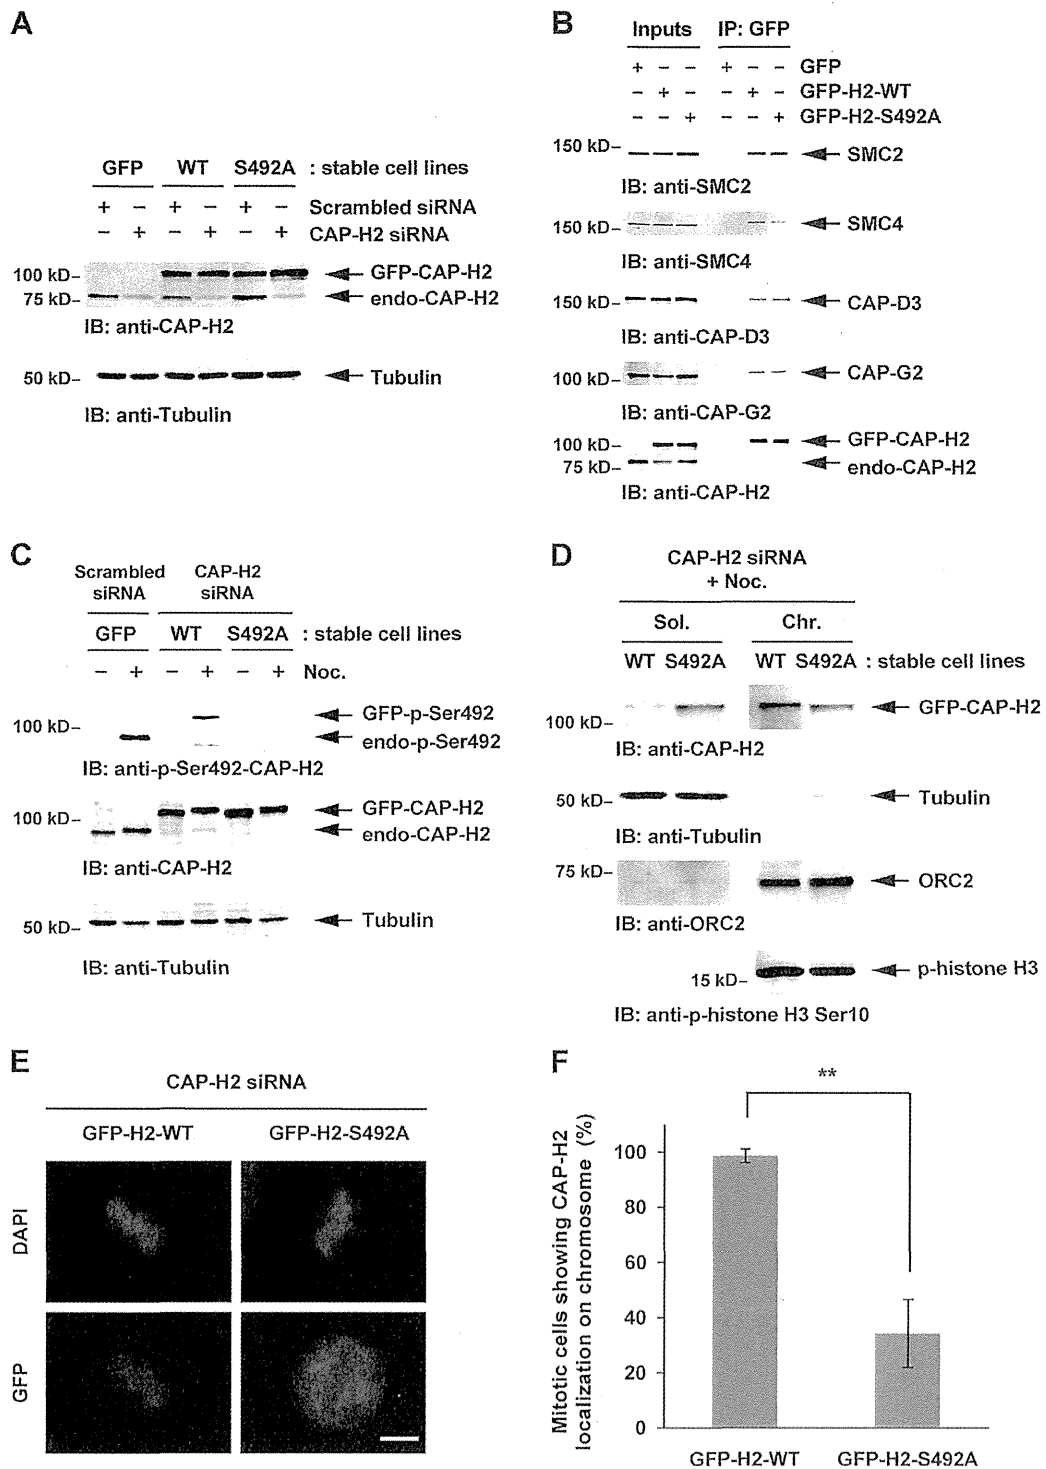 A
GFP WT S492A : stable cell lines
+ – + – + – Scrambled siRNA
– + – + – + CAP-H2 siRNA
100 kD– GFP-CAP-H2
75 kD– endo-CAP-H2
IB: anti-CAP-H2
50 kD– Tubulin
IB: anti-Tubulin
B
Inputs IP: GFP
+ – – + – – GFP
– + – – + – GFP-H2-WT
– – + – – + GFP-H2-S492A
150 kD– SMC2
IB: anti-SMC2
150 kD– SMC4
IB: anti-SMC4
150 kD– CAP-D3
IB: anti-CAP-D3
100 kD– CAP-G2
IB: anti-CAP-G2
100 kD– GFP-CAP-H2
75 kD– endo-CAP-H2
IB: anti-CAP-H2
C
Scrambled siRNA
CAP-H2 siRNA
GFP WT S492A : stable cell lines
– + – + – + Noc.
100 kD– GFP-p-Ser492
endo-p-Ser492
IB: anti-p-Ser492-CAP-H2
100 kD– GFP-CAP-H2
endo-CAP-H2
IB: anti-CAP-H2
50 kD– Tubulin
IB: anti-Tubulin
D
CAP-H2 siRNA
+ Noc.
Sol. Chr.
WT S492A WT S492A : stable cell lines
100 kD– GFP-CAP-H2
IB: anti-CAP-H2
50 kD– Tubulin
IB: anti-Tubulin
75 kD– ORC2
IB: anti-ORC2
15 kD– p-histone H3
IB: anti-p-histone H3 Ser10
E
CAP-H2 siRNA
GFP-H2-WT GFP-H2-S492A
DAPI
GFP
F
**
Mitotic cells showing CAP-H2
localization on chromosome (%)
100
80
60
40
20
0
GFP-H2-WT GFP-H2-S492A